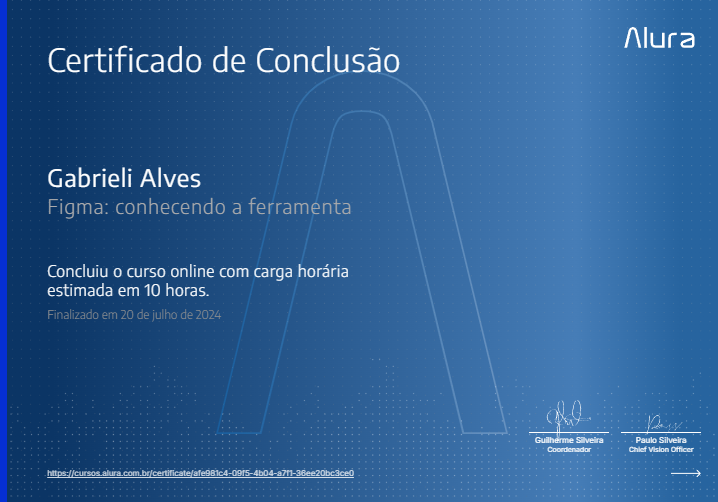 Alura
Certificado de Conclusão
Gabrieli Alves
Figma: conhecendo a ferramenta
Concluiu o curso online com carga horária
estimada em 10 horas.
Finalizado em 20 de julho de 2024
Guilherme Silveira
Coordenador
Paulo Silveira
Chief Vision Officer
https://cursos.alura.com.br/certificate/afe981c4-09f5-4b04-a7f1-36ee20bc3ce0